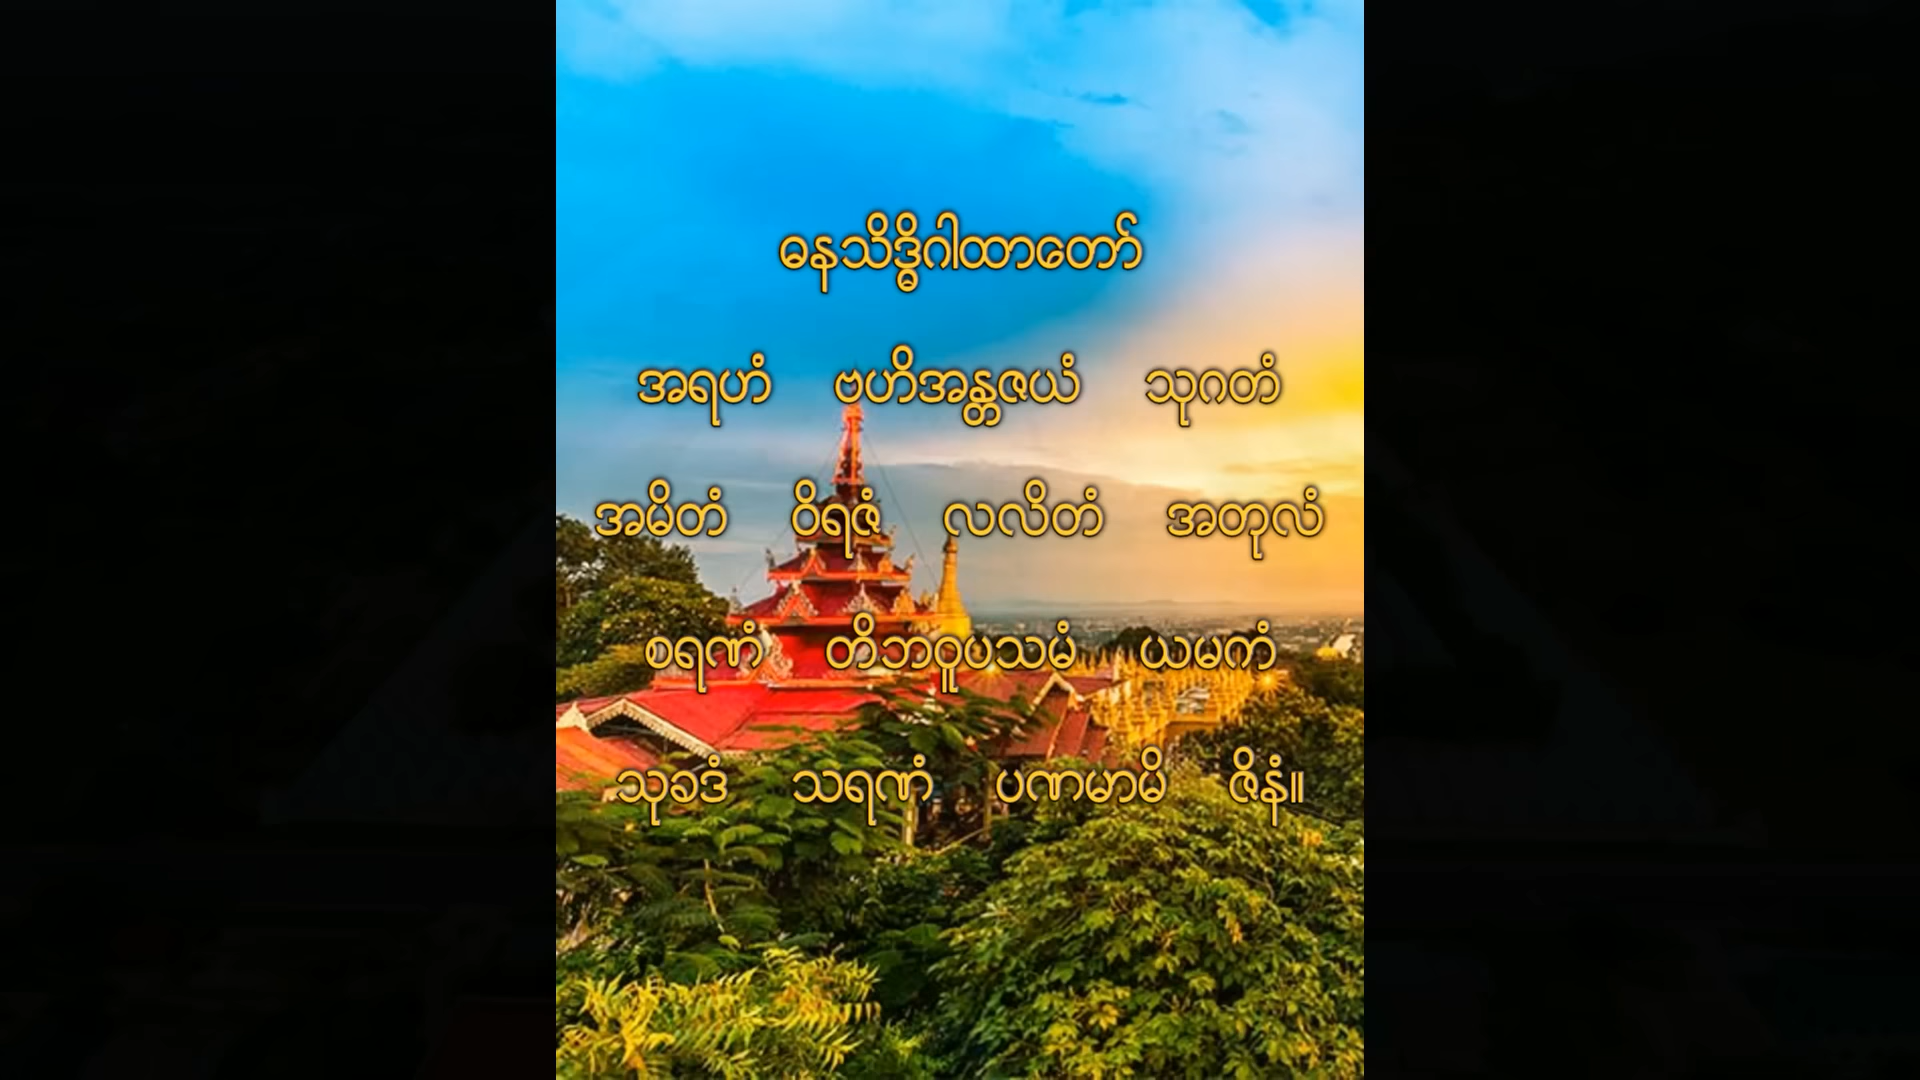 ဓနသိဒ္ဓိဂါထာတော်
အရဟံ ဗဟိအန္တဇယံ သုဂတံ
အမိတံ ဝိရဇံ လလိတံ အတုလံ
စရဏံ တိဘဝူပသမံ ယမကံ
သုခဒံ သရဏံ ပဏမာမိ ဇိနံ။